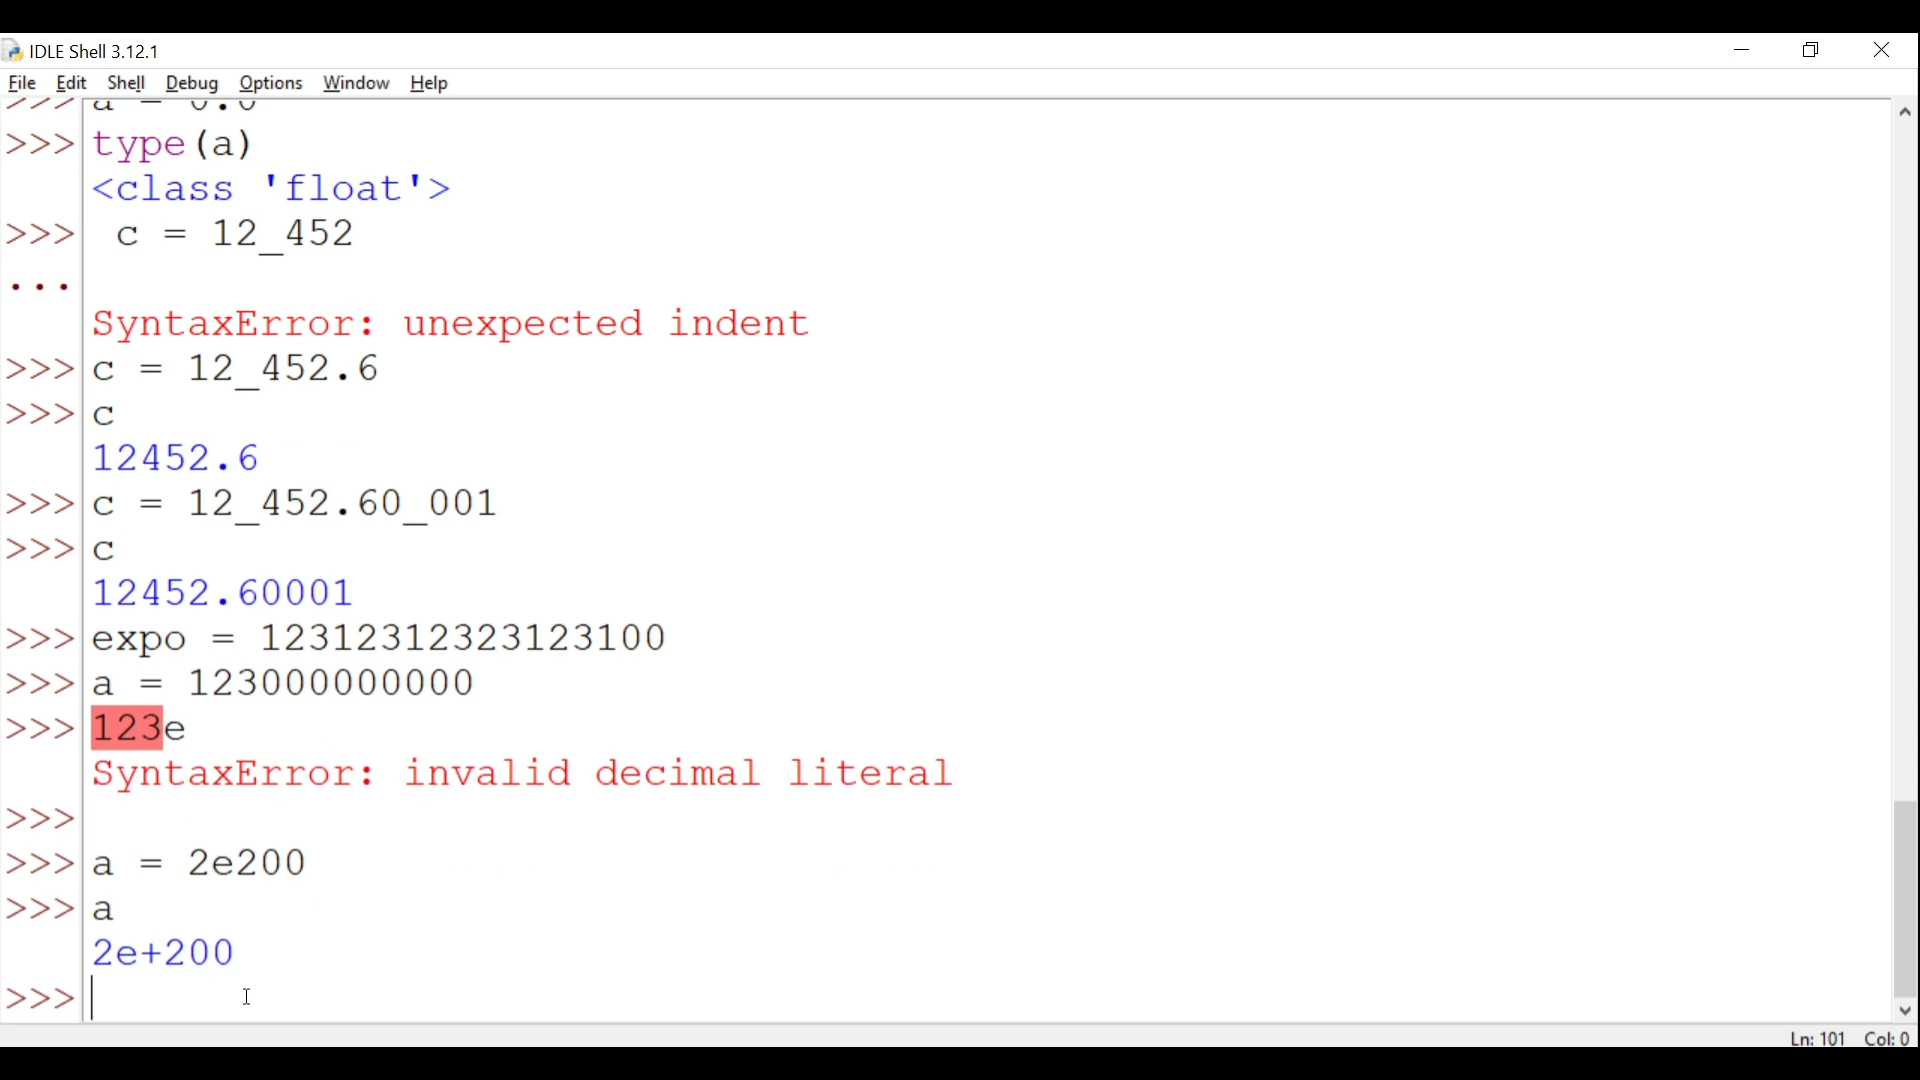 IDLE Shell 3.12.1
File Edit Shell Debug Options Window Help
>>> a = 0.0
>>> type(a)
<class 'float'>
>>>  c = 12_452
...
SyntaxError: unexpected indent
>>> c = 12_452.6
>>> c
12452.6
>>> c = 12_452.60_001
>>> c
12452.60001
>>> expo = 12312312323123100
>>> a = 123000000000
>>> 123e
SyntaxError: invalid decimal literal
>>>
>>> a = 2e200
>>> a
2e+200
>>>
Ln: 101 Col: 0